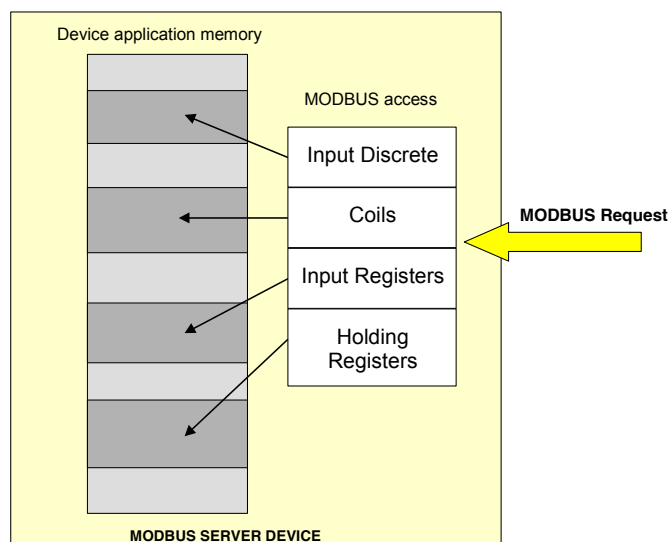 Device application memory
MODBUS access
Input Discrete
Coils
MODBUS Request
Input Registers
Holding
Registers
MODBUS SERVER DEVICE